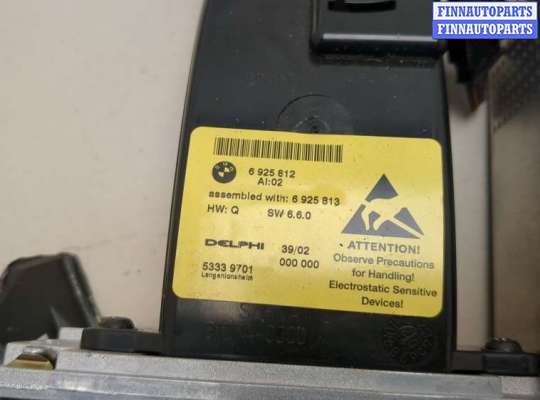 FINNAUTOPARTS
FINNAUTOPARTS
6 925 812
AI:02
assembled with: 6 925 813
HW: Q SW 6.6.0
DELPHI 39/02
5333 9701 000 000
Langenlonsheim
ATTENTION!
Observe Precautions
for Handling!
Electrostatic Sensitive
Devices!